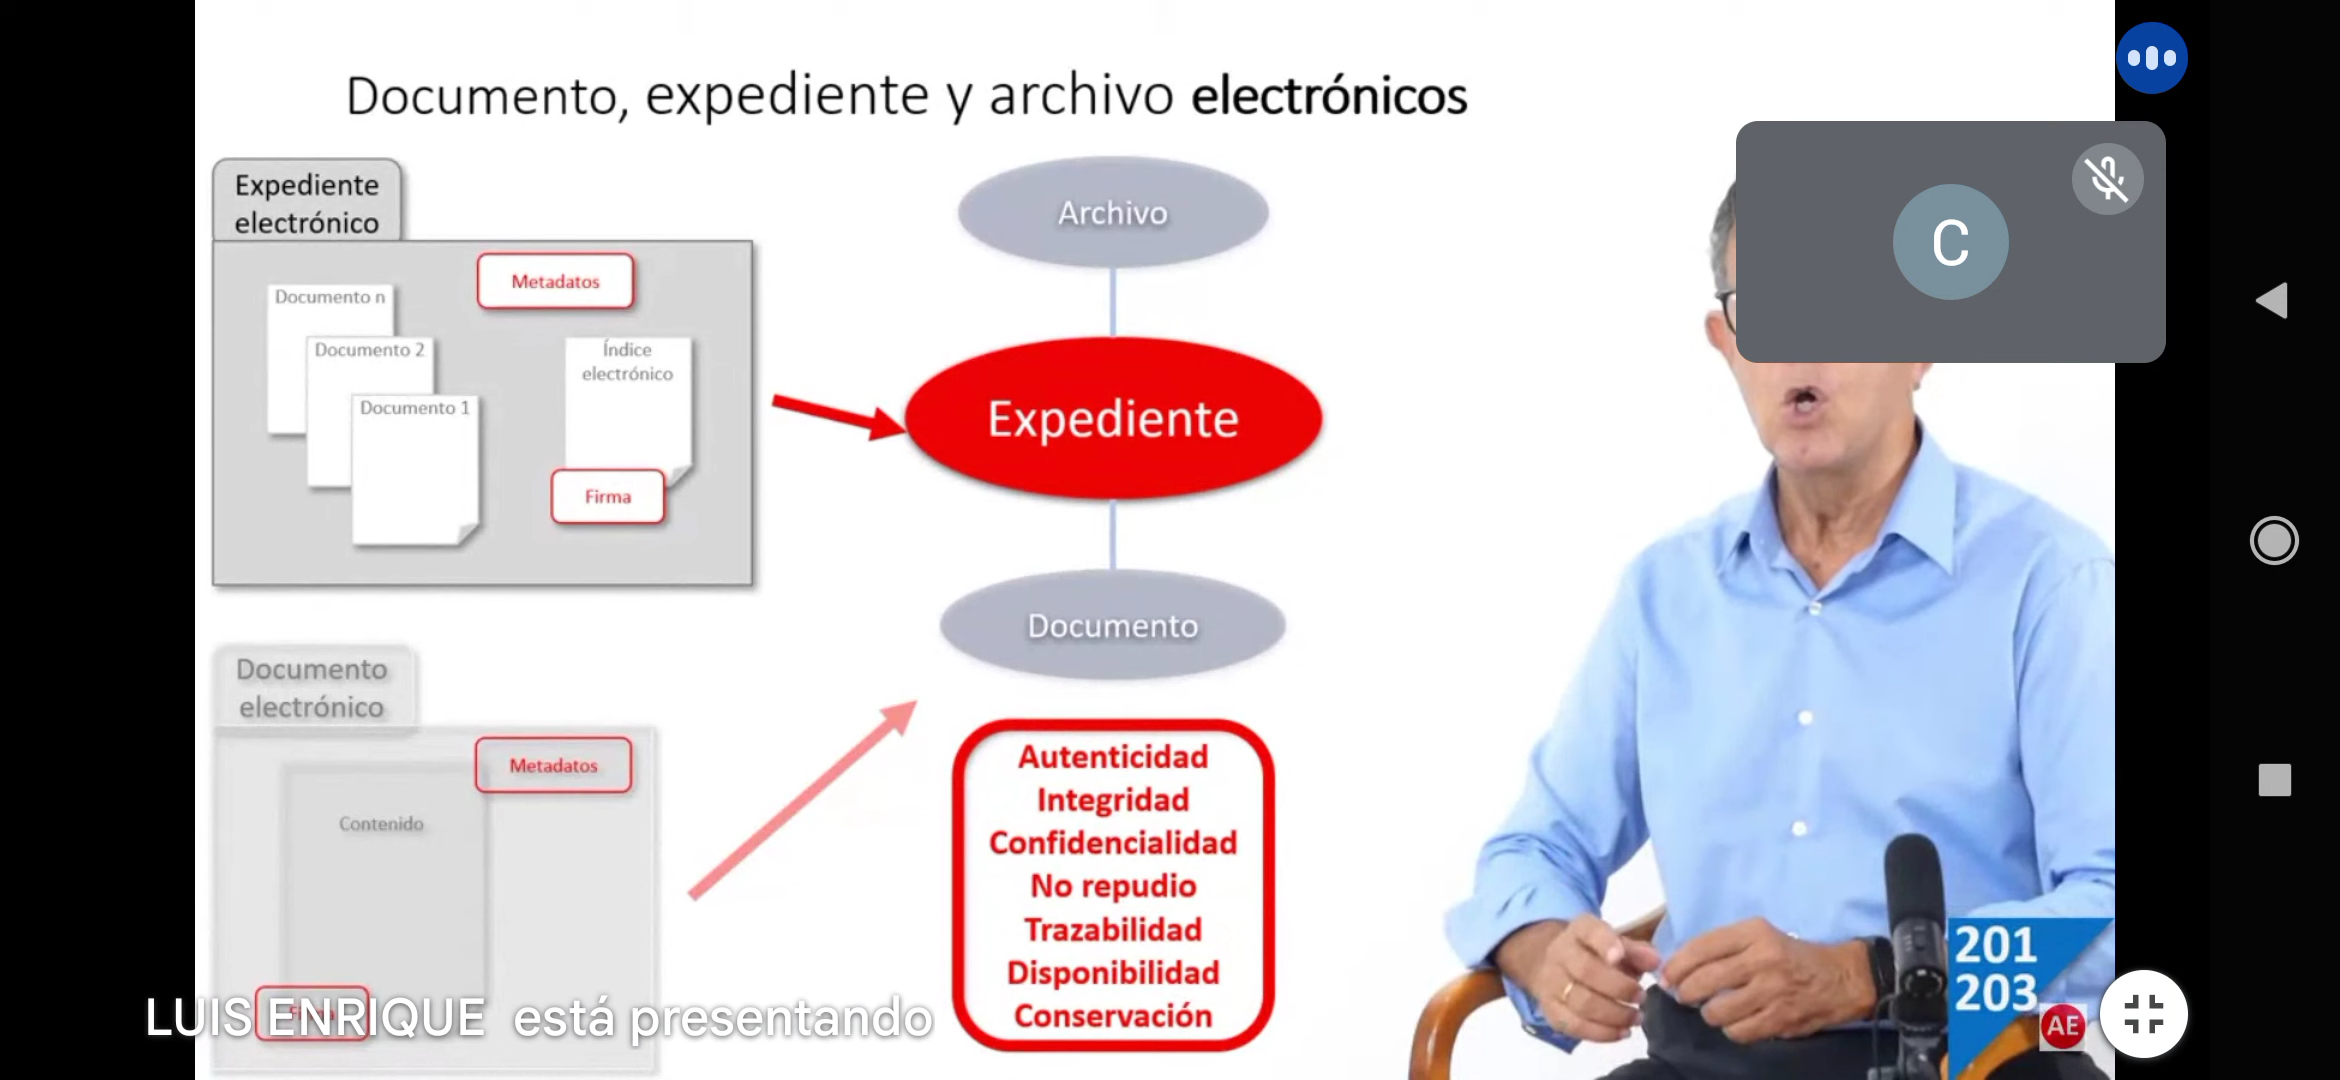 Documento, expediente y archivo electrónicos
Expediente
electrónico
Metadatos
Documento n
Documento 2
Documento 1
Índice
electrónico
Firma
Archivo
Expediente
Documento
C
Documento
electrónico
Metadatos
Contenido
Autenticidad
Integridad
Confidencialidad
No repudio
Trazabilidad
Disponibilidad
Conservación
LUIS ENRIQUE está presentando
201
203
AE